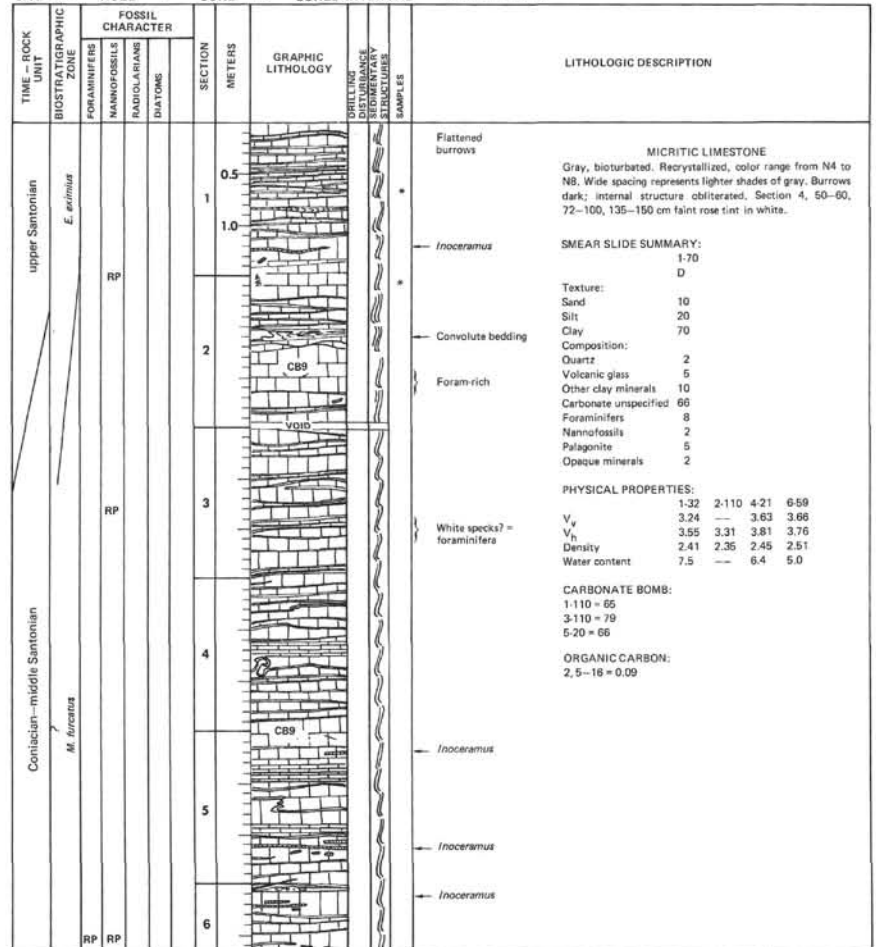 TIME – ROCK UNIT
BIOSTRATIGRAPHIC ZONE
FOSSIL CHARACTER
FORAMINIFERS
NANNOFOSSILS
RADIOLARIANS
DIATOMS
SECTION
METERS
GRAPHIC LITHOLOGY
DRILLING DISTURBANCE
SEDIMENTARY STRUCTURES
SAMPLES
LITHOLOGIC DESCRIPTION
upper Santonian
E. eximius
Coniacian–middle Santonian
M. furcatus
?
RP
RP
RP RP
1
0.5
1.0
2
3
4
5
6
CB9
VOID
CB9
*
*
Flattened burrows
Inoceramus
Convolute bedding
Foram-rich
White specks? = foraminifera
Inoceramus
Inoceramus
Inoceramus
MICRITIC LIMESTONE
Gray, bioturbated. Recrystallized, color range from N4 to
N8. Wide spacing represents lighter shades of gray. Burrows
dark; internal structure obliterated. Section 4, 50–60,
72–100, 135–150 cm faint rose tint in white.
SMEAR SLIDE SUMMARY:
1-70
D
Texture:
Sand 10
Silt 20
Clay 70
Composition:
Quartz 2
Volcanic glass 5
Other clay minerals 10
Carbonate unspecified 66
Foraminifers 8
Nannofossils 2
Palagonite 5
Opaque minerals 2
PHYSICAL PROPERTIES:
1-32 2-110 4-21 6-59
Vv 3.24 –– 3.63 3.66
Vh 3.55 3.31 3.81 3.76
Density 2.41 2.35 2.45 2.51
Water content 7.5 –– 6.4 5.0
CARBONATE BOMB:
1-110 = 65
3-110 = 79
5-20 = 66
ORGANIC CARBON:
2, 5–16 = 0.09